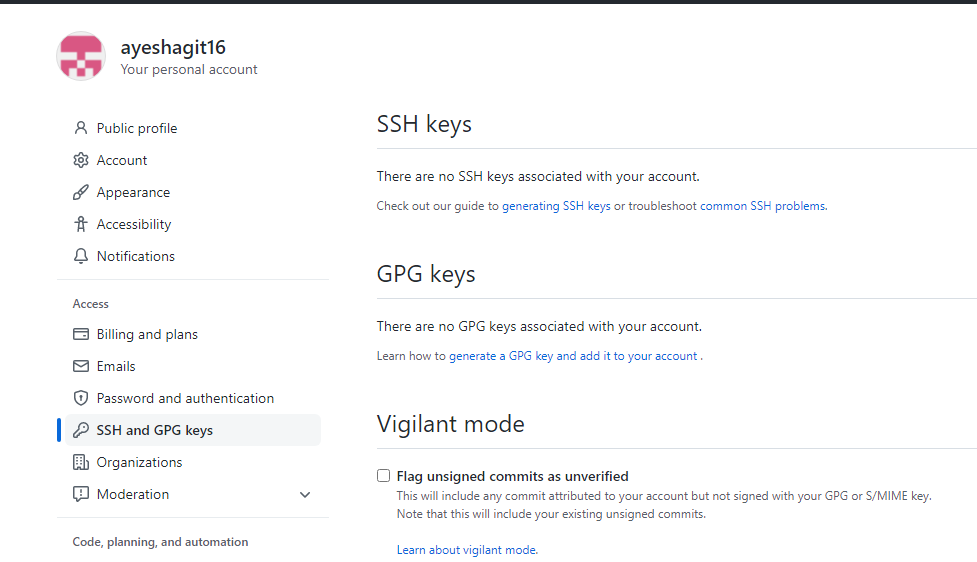 ayeshagit16
Your personal account
Public profile
Account
Appearance
Accessibility
Notifications
Access
Billing and plans
Emails
Password and authentication
SSH and GPG keys
Organizations
Moderation
Code, planning, and automation
SSH keys
There are no SSH keys associated with your account.
Check out our guide to generating SSH keys or troubleshoot common SSH problems.
GPG keys
There are no GPG keys associated with your account.
Learn how to generate a GPG key and add it to your account .
Vigilant mode
Flag unsigned commits as unverified
This will include any commit attributed to your account but not signed with your GPG or S/MIME key.
Note that this will include your existing unsigned commits.
Learn about vigilant mode.